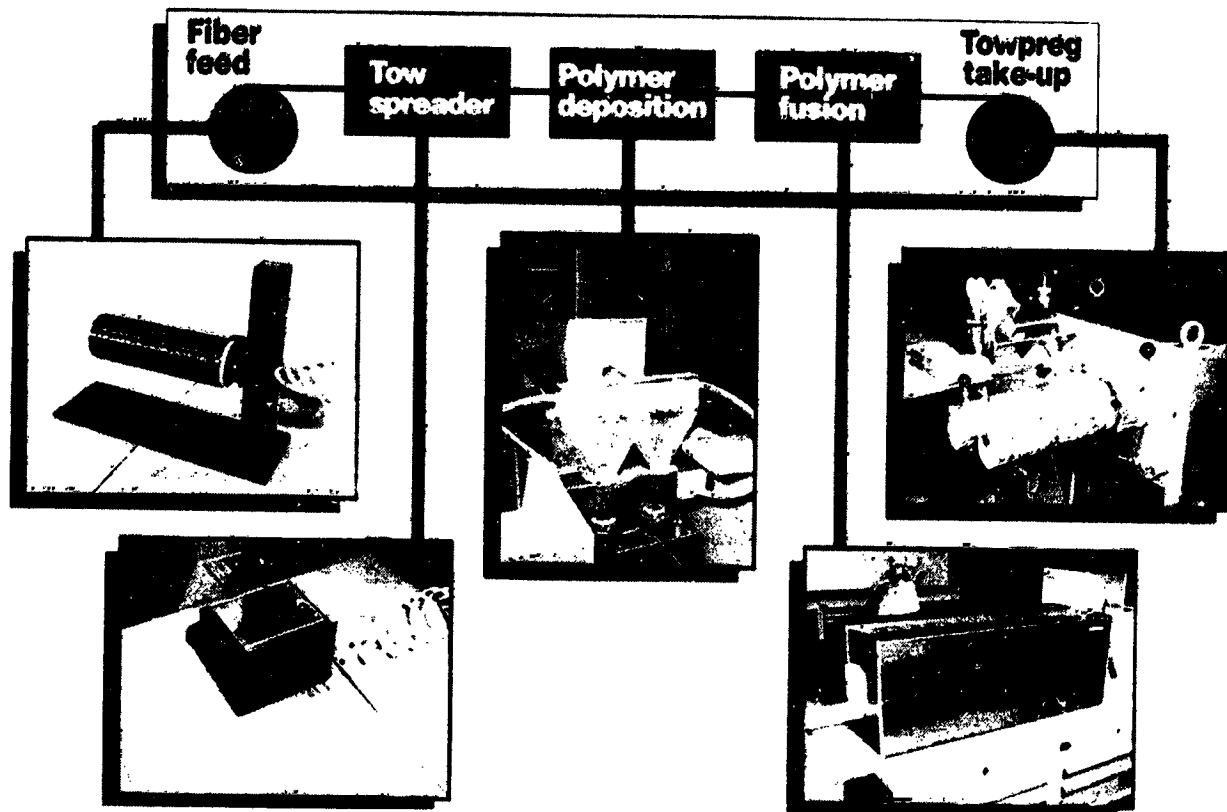 Fiber
feed
Tow
spreader
Polymer
deposition
Polymer
fusion
Towpreg
take-up